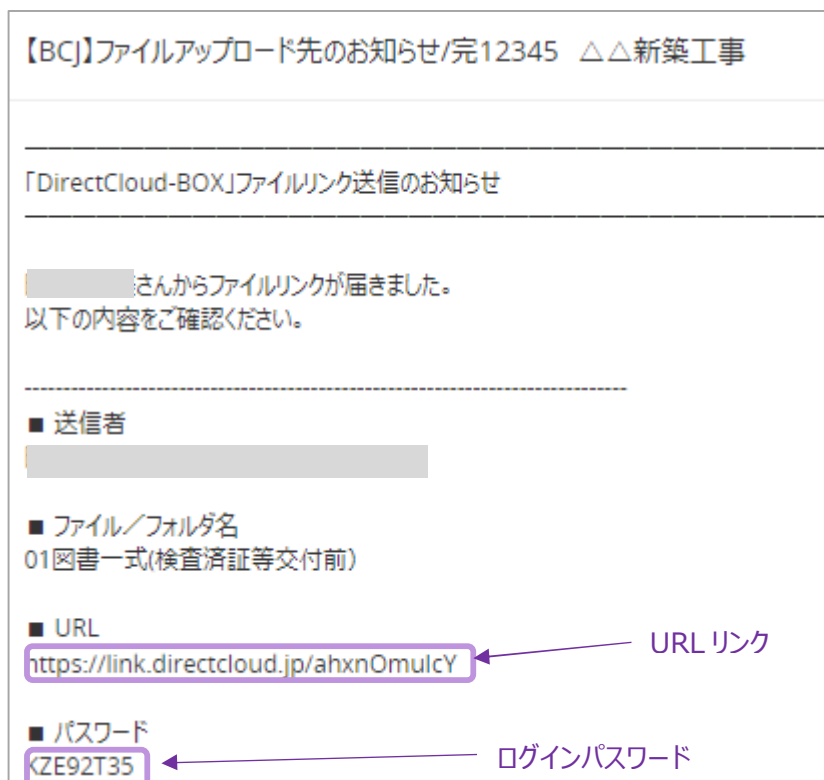 【BCJ】ファイルアップロード先のお知らせ/完12345　△△新築工事
「DirectCloud-BOX」ファイルリンク送信のお知らせ
さんからファイルリンクが届きました。
以下の内容をご確認ください。
■ 送信者
■ ファイル／フォルダ名
01図書一式(検査済証等交付前）
■ URL
https://link.directcloud.jp/ahxnOmulcY
URL リンク
■ パスワード
KZE92T35
ログインパスワード